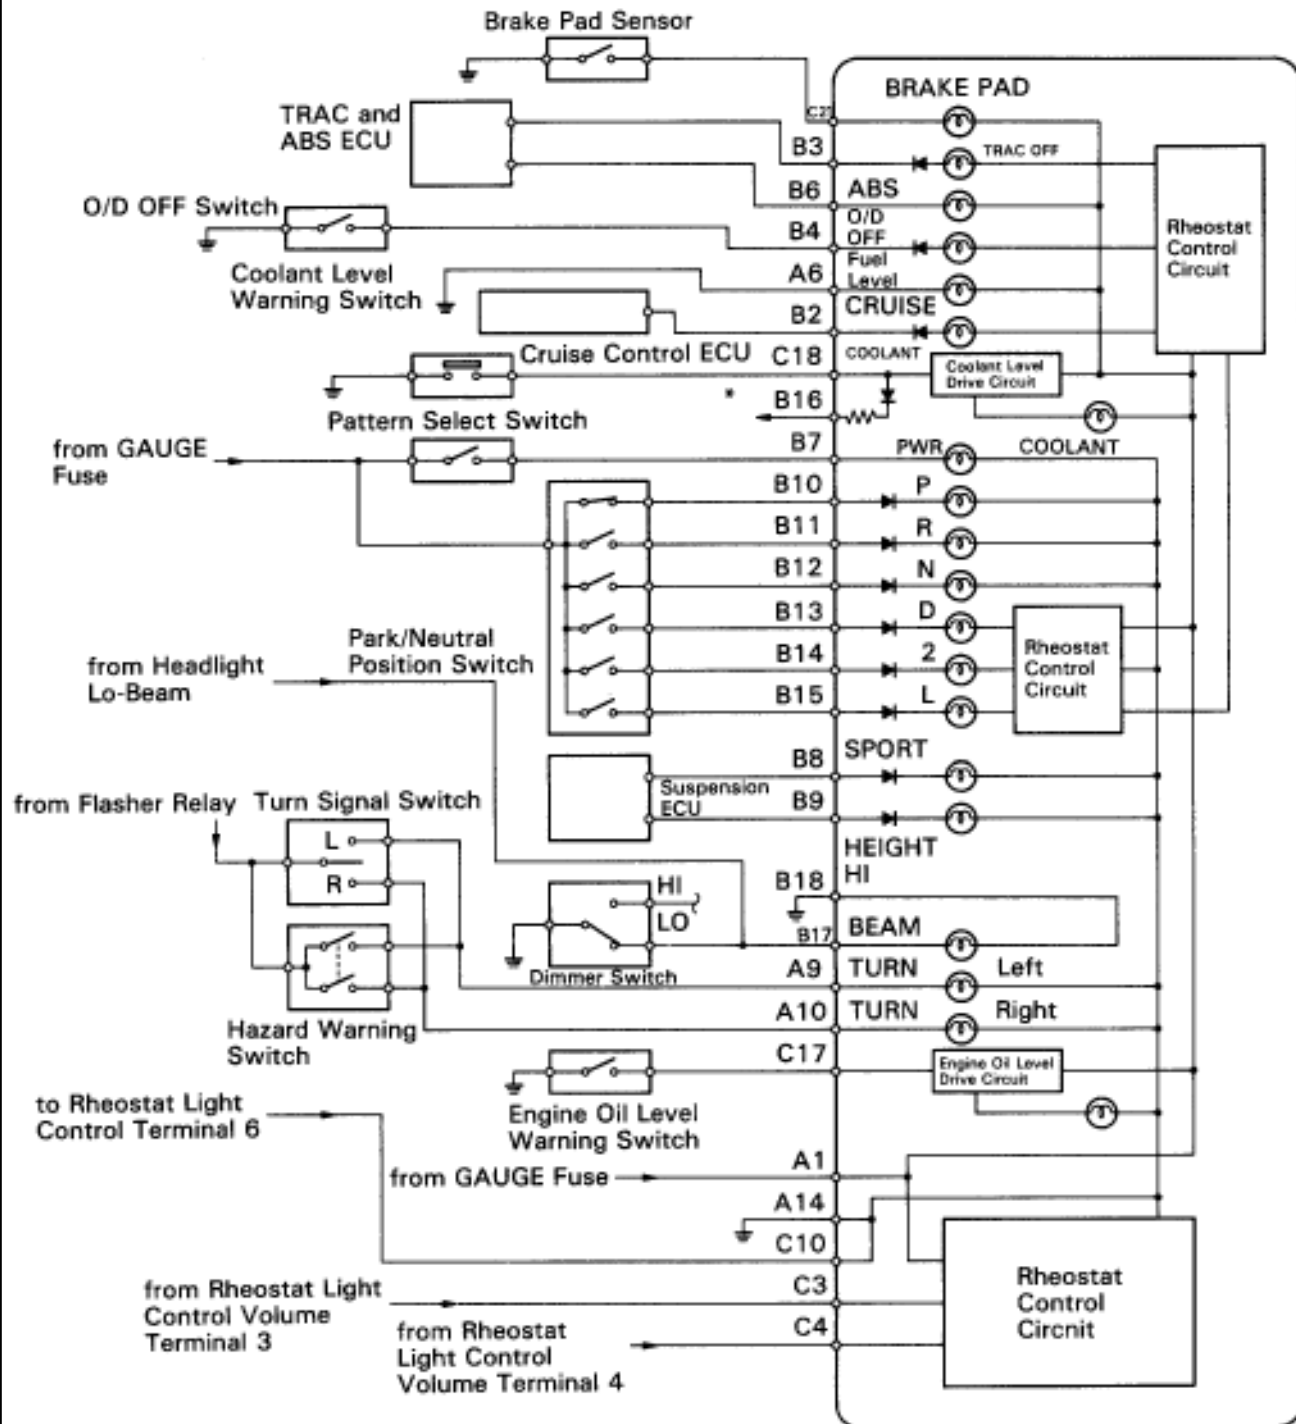 Brake Pad Sensor
BRAKE PAD
C27
TRAC and
ABS ECU
B3
TRAC OFF
B6
ABS
O/D OFF Switch
B4
O/D
OFF
Rheostat
Control
Circuit
Coolant Level
Warning Switch
A6
Fuel
Level
B2
CRUISE
Cruise Control ECU
C18
COOLANT
Coolant Level
Drive Circuit
*
B16
Pattern Select Switch
from GAUGE
Fuse
B7
PWR
COOLANT
B10
P
B11
R
B12
N
B13
D
Park/Neutral
Position Switch
B14
2
Rheostat
Control
Circuit
from Headlight
Lo-Beam
B15
L
B8
SPORT
Suspension
ECU
B9
from Flasher Relay
Turn Signal Switch
L
R
HEIGHT
HI
B18
HI
LO
B17
BEAM
Dimmer Switch
A9
TURN
Left
A10
TURN
Right
Hazard Warning
Switch
C17
Engine Oil Level
Drive Circuit
to Rheostat Light
Control Terminal 6
Engine Oil Level
Warning Switch
A1
from GAUGE Fuse
A14
C10
from Rheostat Light
Control Volume
Terminal 3
C3
from Rheostat
Light Control
Volume Terminal 4
C4
Rheostat
Control
Circnit